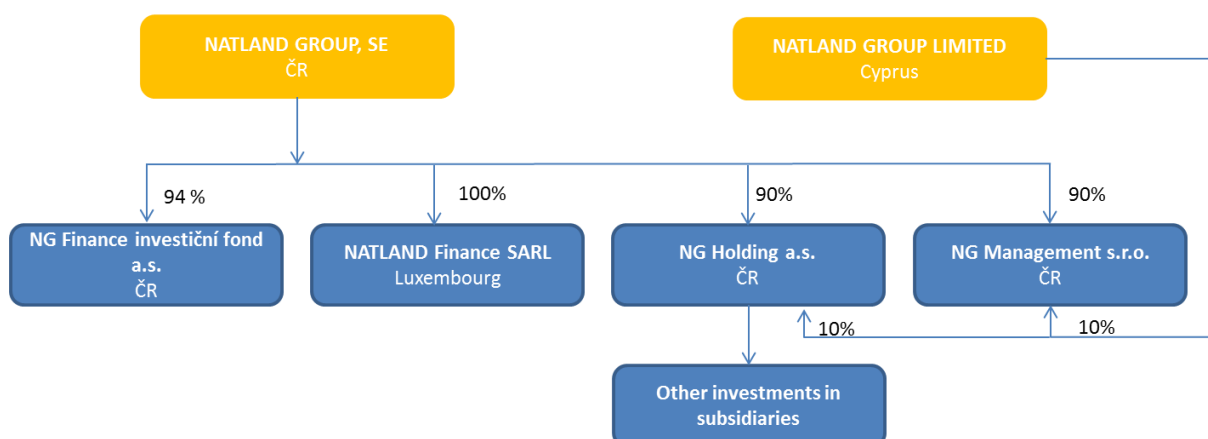 NATLAND GROUP, SE
ČR
NATLAND GROUP LIMITED
Cyprus
94 %
100%
90%
90%
NG Finance investiční fond
a.s.
ČR
NATLAND Finance SARL
Luxembourg
NG Holding a.s.
ČR
NG Management s.r.o.
ČR
10%
10%
Other investments in
subsidiaries